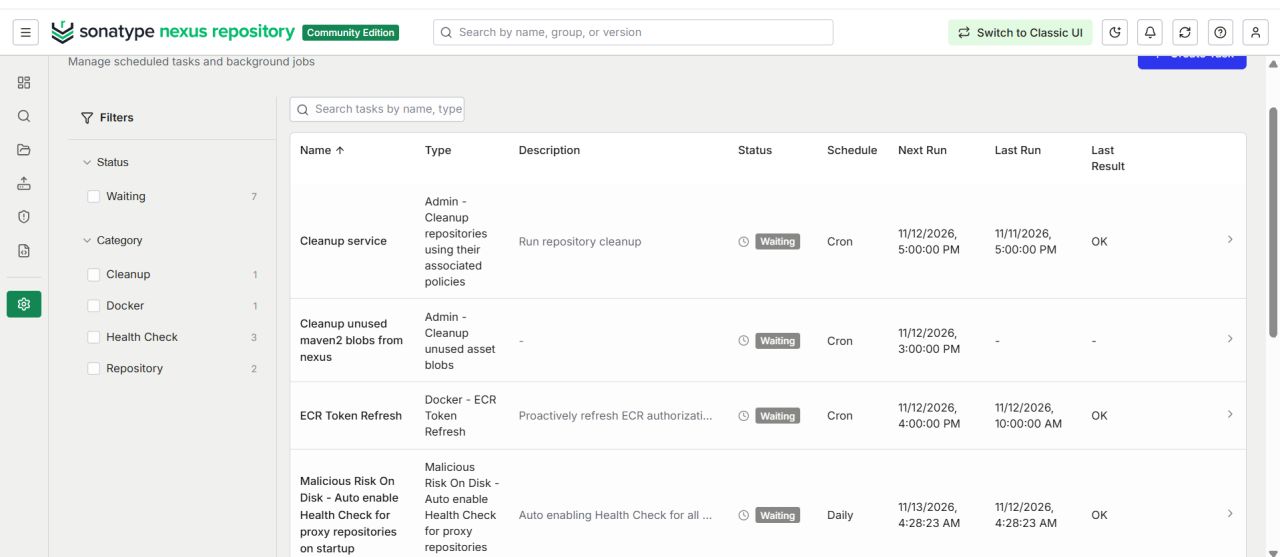 sonatype nexus repository Community Edition
Search by name, group, or version
Switch to Classic UI
Manage scheduled tasks and background jobs
Create Task
Filters
Status
Waiting 7
Category
Cleanup 1
Docker 1
Health Check 3
Repository 2
Search tasks by name, type
Name Type Description Status Schedule Next Run Last Run Last
Result
Cleanup service
Admin -
Cleanup
repositories
using their
associated
policies
Run repository cleanup
Waiting
Cron
11/12/2026,
5:00:00 PM
11/11/2026,
5:00:00 PM
OK
Cleanup unused
maven2 blobs from
nexus
Admin -
Cleanup
unused asset
blobs
-
Waiting
Cron
11/12/2026,
3:00:00 PM
-
-
ECR Token Refresh
Docker - ECR
Token
Refresh
Proactively refresh ECR authorizati...
Waiting
Cron
11/12/2026,
4:00:00 PM
11/12/2026,
10:00:00 AM
OK
Malicious Risk On
Disk - Auto enable
Health Check for
proxy repositories
on startup
Malicious
Risk On Disk -
Auto enable
Health Check
for proxy
repositories
Auto enabling Health Check for all ...
Waiting
Daily
11/13/2026,
4:28:23 AM
11/12/2026,
4:28:23 AM
OK